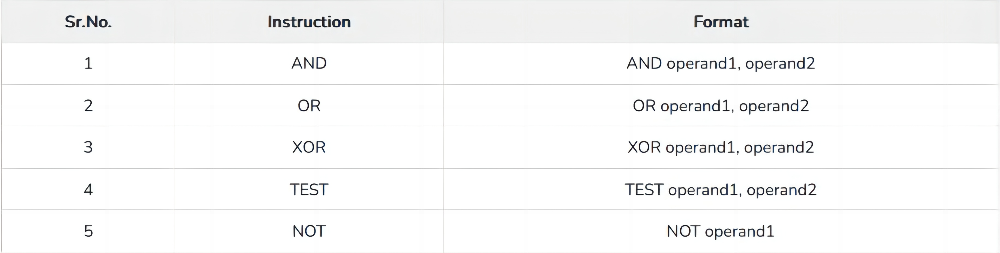 Sr.No. Instruction Format
1 AND AND operand1, operand2
2 OR OR operand1, operand2
3 XOR XOR operand1, operand2
4 TEST TEST operand1, operand2
5 NOT NOT operand1